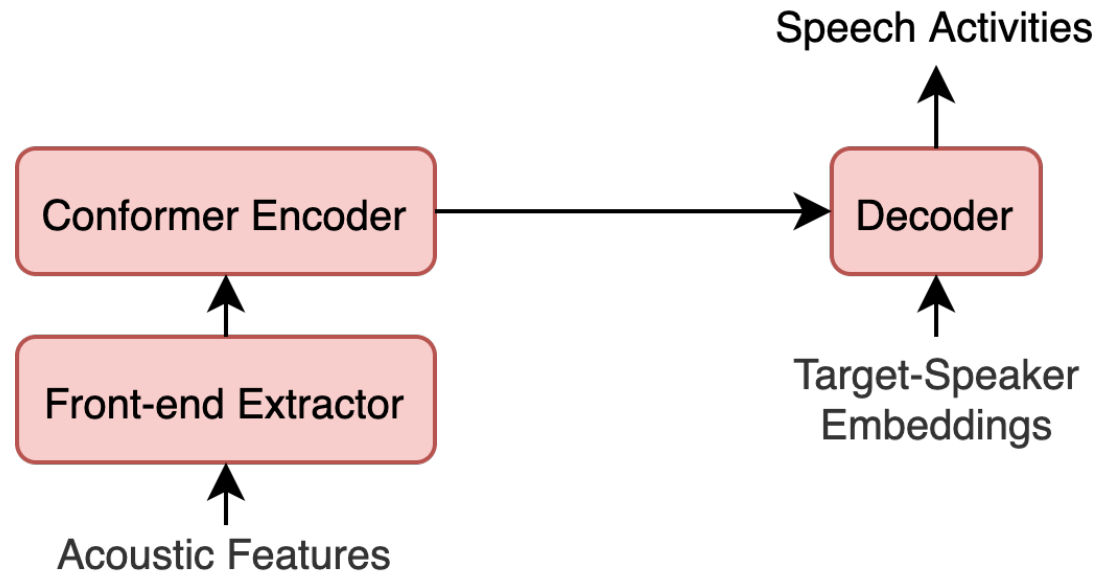 Speech Activities
Conformer Encoder
Decoder
Front-end Extractor
Target-Speaker
Embeddings
Acoustic Features